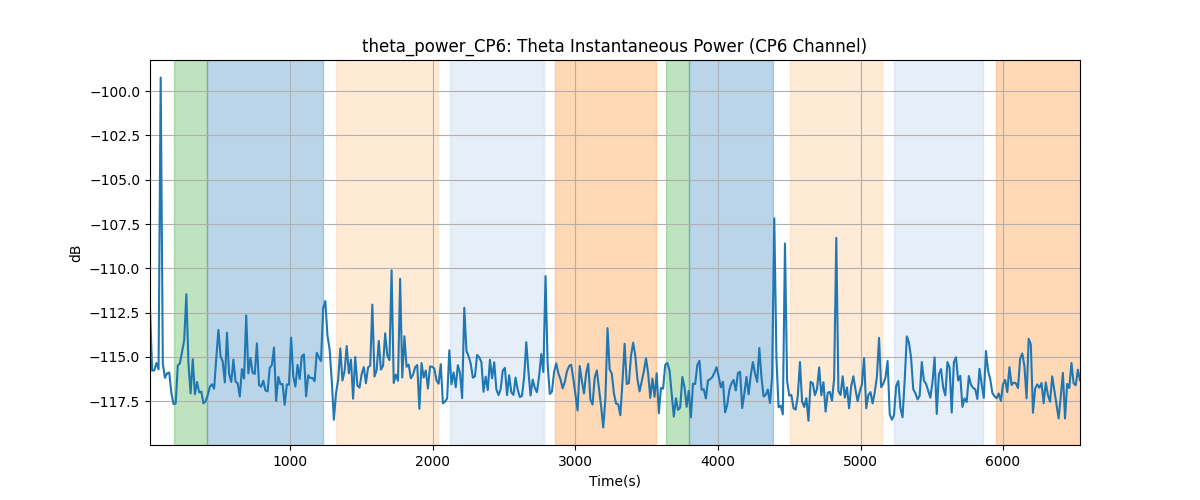 theta_power_CP6: Theta Instantaneous Power (CP6 Channel)
−100.0
−102.5
−105.0
−107.5
−110.0
−112.5
−115.0
−117.5
dB
1000 2000 3000 4000 5000 6000
Time(s)